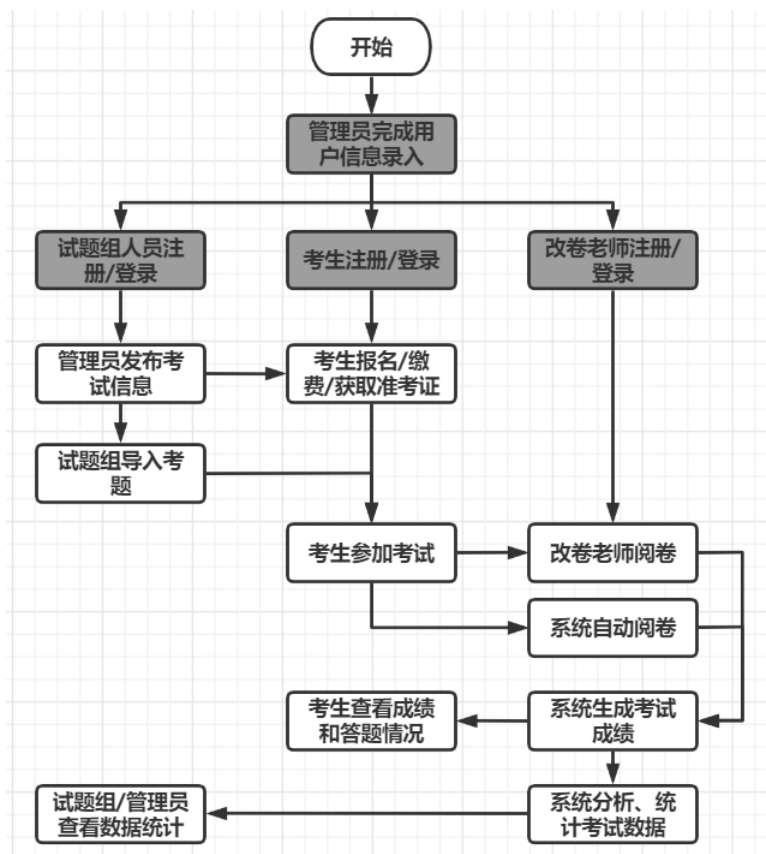 开始
管理员完成用
户信息录入
试题组人员注
册/登录
考生注册/登录
改卷老师注册/
登录
管理员发布考
试信息
考生报名/缴
费/获取准考证
试题组导入考
题
考生参加考试
改卷老师阅卷
系统自动阅卷
考生查看成绩
和答题情况
系统生成考试
成绩
试题组/管理员
查看数据统计
系统分析、统
计考试数据